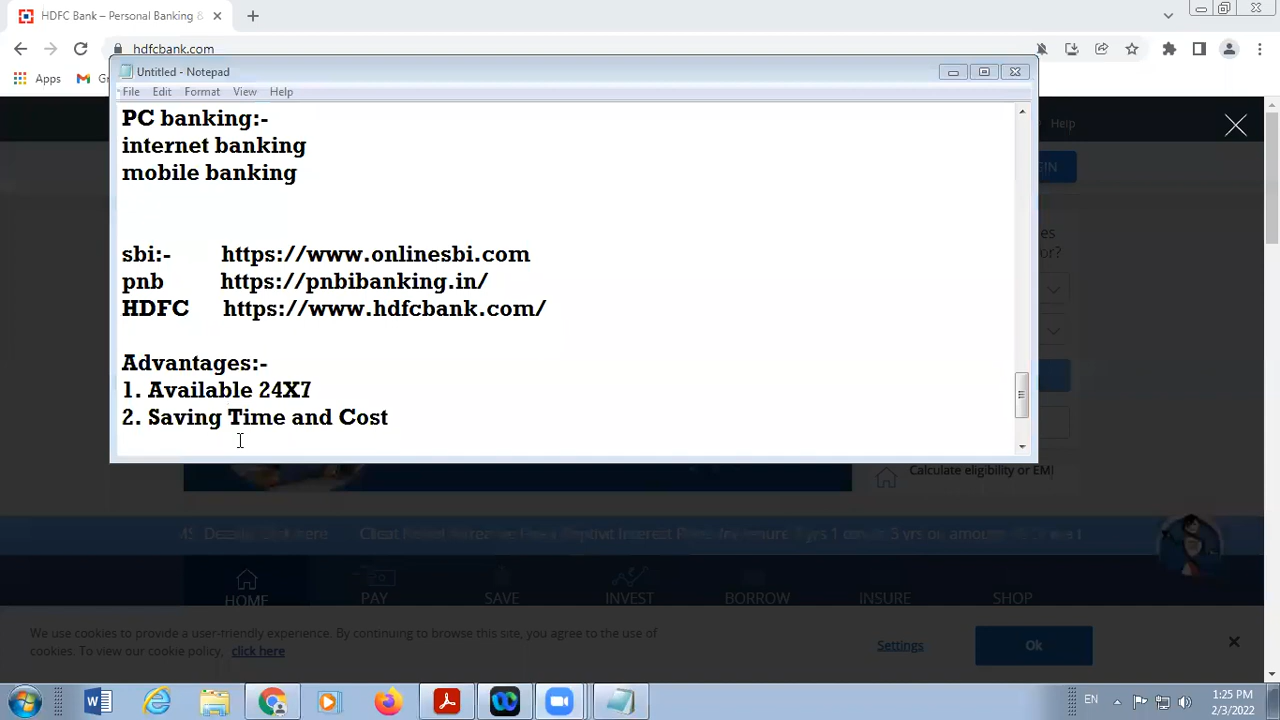 HDFC Bank – Personal Banking &
hdfcbank.com
Apps
Untitled - Notepad
File Edit Format View Help
PC banking:-
internet banking
mobile banking
sbi:- https://www.onlinesbi.com
pnb https://pnbibanking.in/
HDFC https://www.hdfcbank.com/
Advantages:-
1. Available 24X7
2. Saving Time and Cost
Help
Calculate eligibility or EMI
HOME PAY SAVE INVEST BORROW INSURE SHOP
We use cookies to provide a user-friendly experience. By continuing to browse this site, you agree to the use of
cookies. To view our cookie policy, click here
Settings
Ok
EN
1:25 PM
2/3/2022